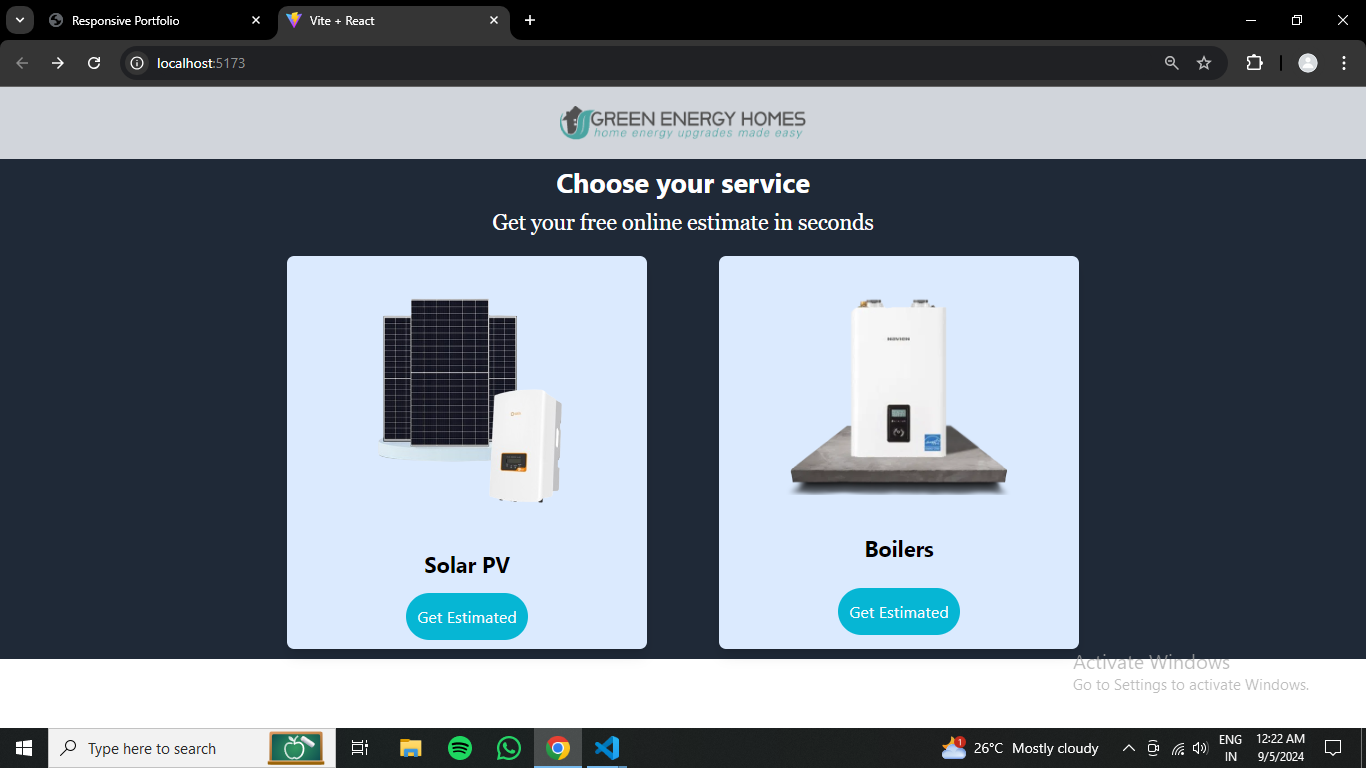 Responsive Portfolio
Vite + React
localhost:5173
GREEN ENERGY HOMES
home energy upgrades made easy
Choose your service
Get your free online estimate in seconds
NAVIEN
Solar PV
Boilers
Get Estimated
Get Estimated
Activate Windows
Go to Settings to activate Windows.
Type here to search
1
26°C Mostly cloudy
ENG
IN
12:22 AM
9/5/2024